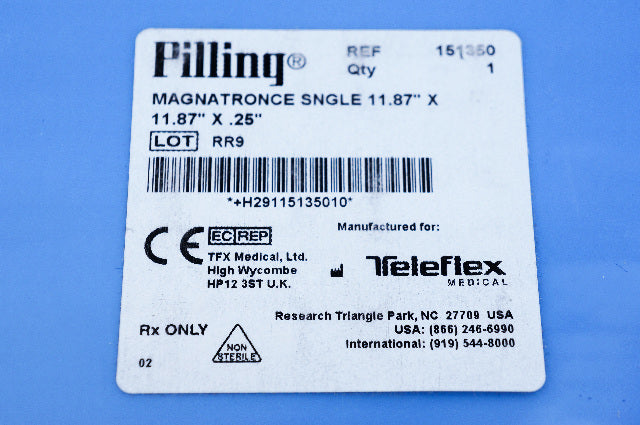 Pilling® REF 151350
Qty 1
MAGNATRONCE SNGLE 11.87" X
11.87" X .25"
LOT RR9
*+H29115135010*
Manufactured for:
CE EC REP
TFX Medical, Ltd.
High Wycombe
HP12 3ST U.K.
Teleflex
MEDICAL
Research Triangle Park, NC 27709 USA
USA: (866) 246-6990
International: (919) 544-8000
Rx ONLY
NON
STERILE
02